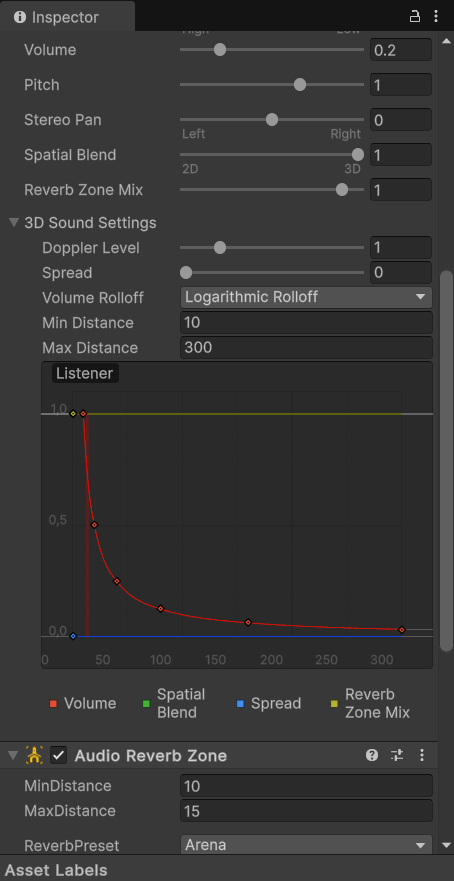 Inspector
High Low
Volume 0.2
Pitch 1
Stereo Pan 0
Left Right
Spatial Blend 1
2D 3D
Reverb Zone Mix 1
3D Sound Settings
Doppler Level 1
Spread 0
Volume Rolloff Logarithmic Rolloff
Min Distance 10
Max Distance 300
Listener
1,0
0,5
0,0
0 50 100 150 200 250 300
Volume Spatial Blend Spread Reverb Zone Mix
Audio Reverb Zone
MinDistance 10
MaxDistance 15
ReverbPreset Arena
Asset Labels